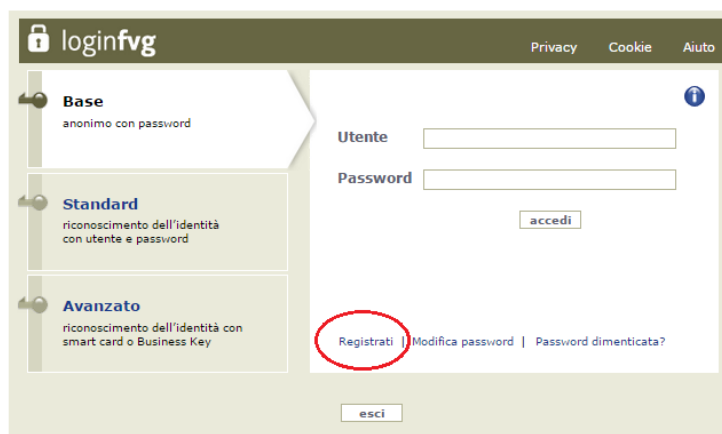 loginfvg
Privacy Cookie Aiuto
Base
anonimo con password
Standard
riconoscimento dell'identità
con utente e password
Avanzato
riconoscimento dell'identità con
smart card o Business Key
Utente
Password
accedi
Registrati | Modifica password | Password dimenticata?
esci